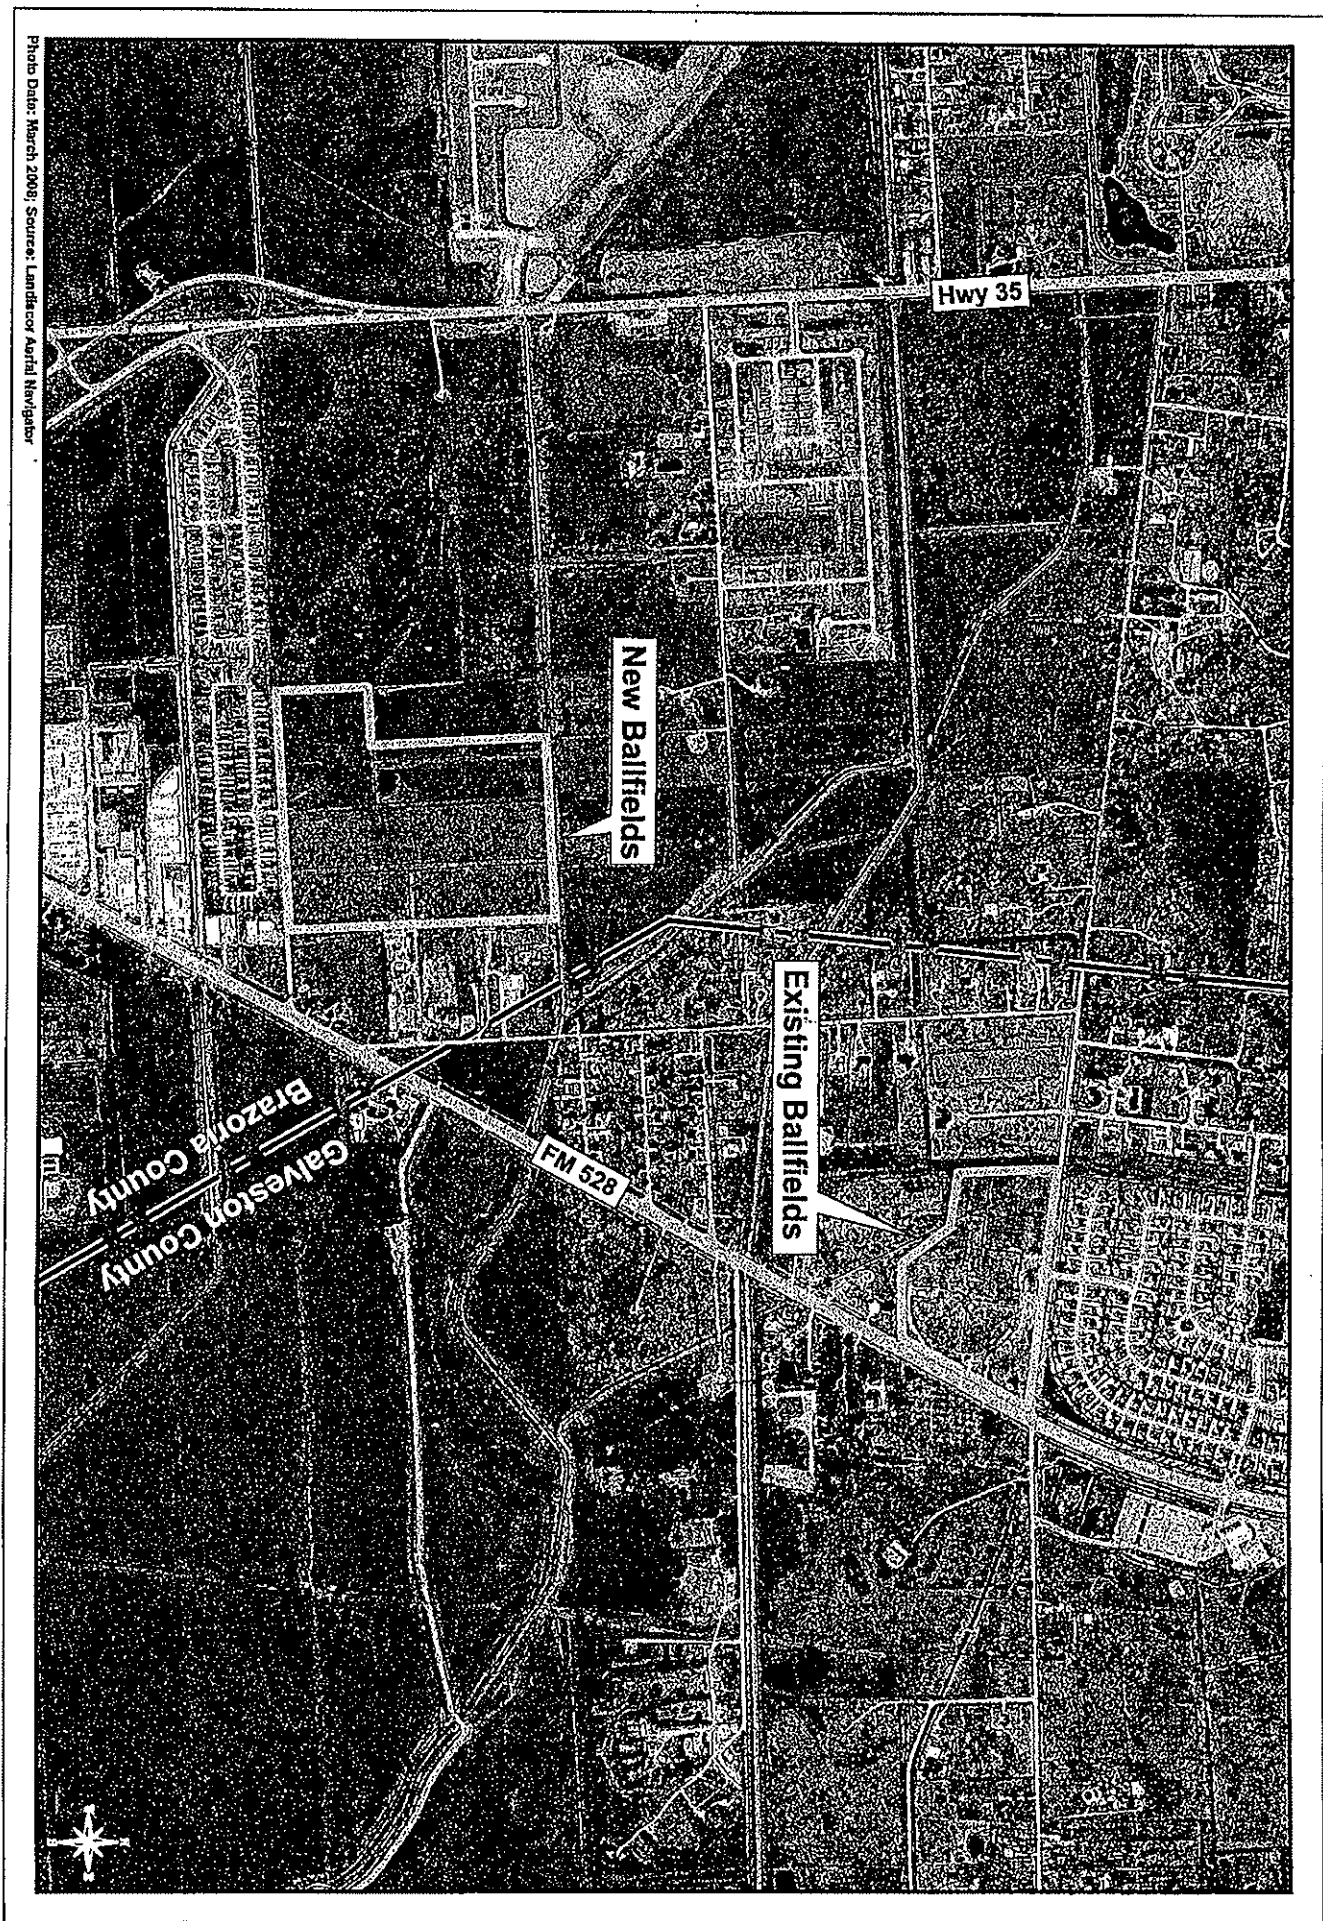 Hwy 35
New Ballfields
Existing Ballfields
FM 528
Brazoria County
Galveston County
Photo Date: March 2008; Source: Landiscor Aerial Navigator